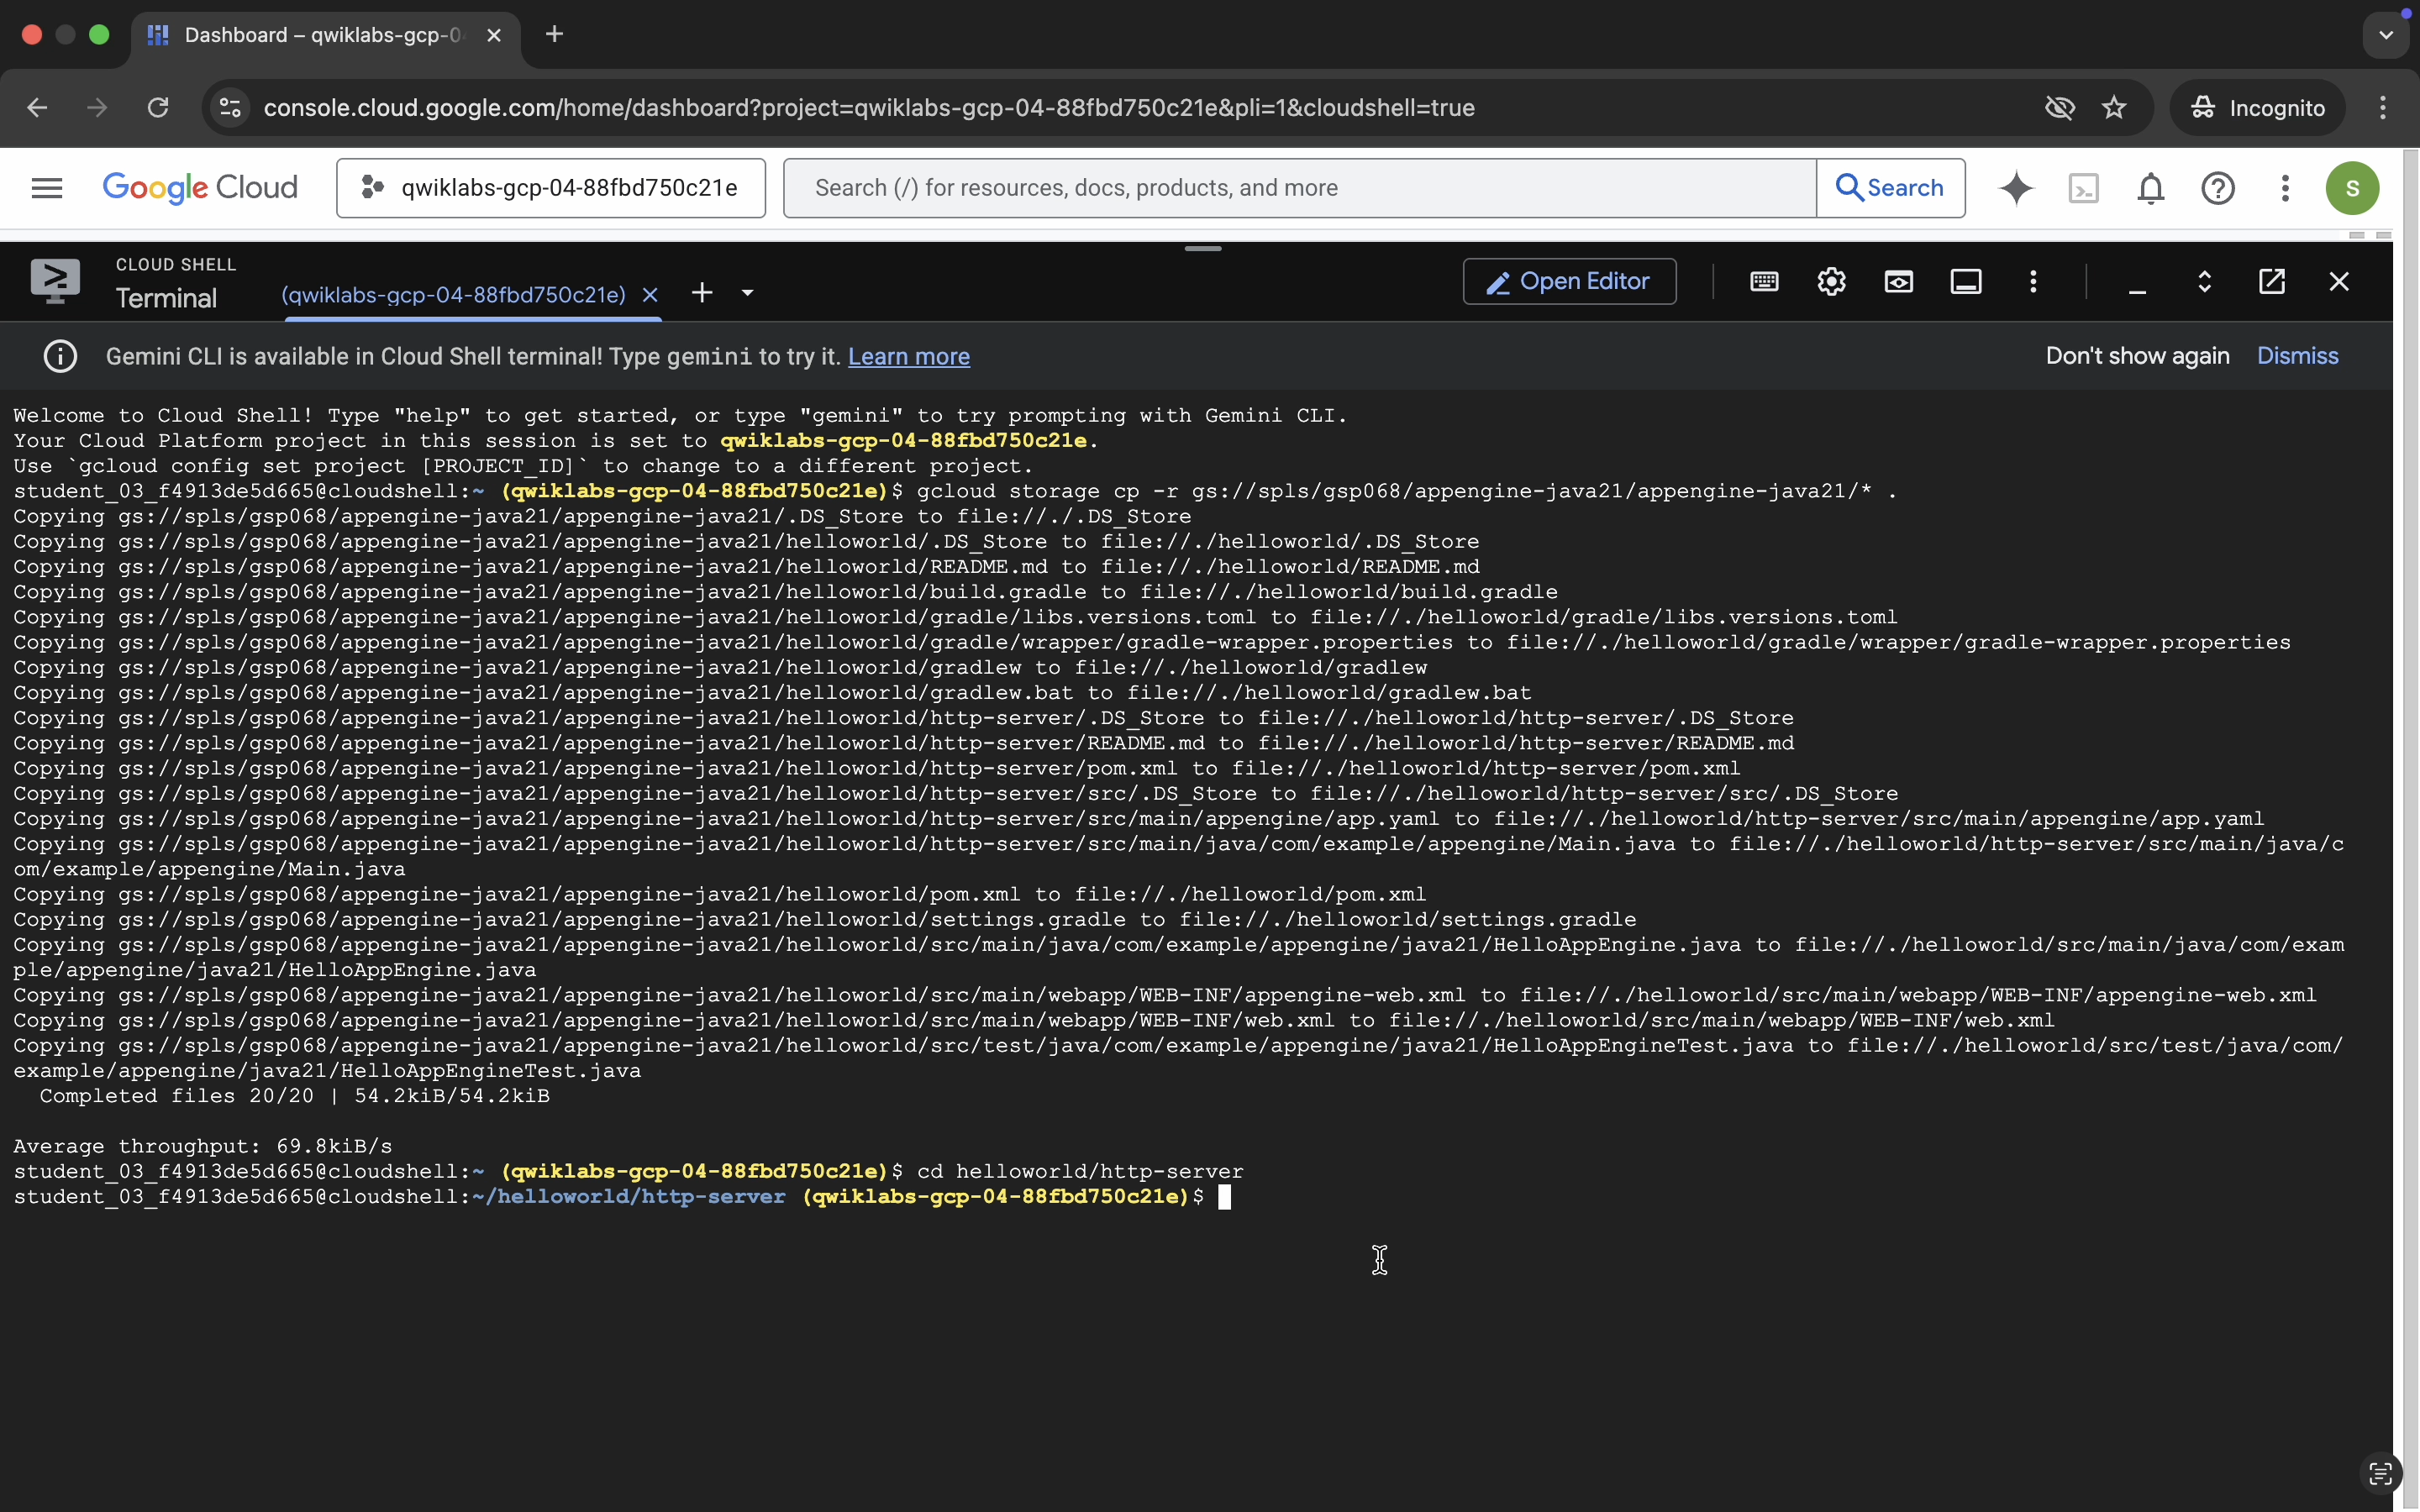 Dashboard – qwiklabs-gcp-0
console.cloud.google.com/home/dashboard?project=qwiklabs-gcp-04-88fbd750c21e&pli=1&cloudshell=true
Incognito
Google Cloud
qwiklabs-gcp-04-88fbd750c21e
Search (/) for resources, docs, products, and more
Search
S
CLOUD SHELL
Terminal
(qwiklabs-gcp-04-88fbd750c21e)
Open Editor
Gemini CLI is available in Cloud Shell terminal! Type gemini to try it. Learn more
Don't show again
Dismiss
Welcome to Cloud Shell! Type "help" to get started, or type "gemini" to try prompting with Gemini CLI.
Your Cloud Platform project in this session is set to qwiklabs-gcp-04-88fbd750c21e.
Use `gcloud config set project [PROJECT_ID]` to change to a different project.
student_03_f4913de5d665@cloudshell:~ (qwiklabs-gcp-04-88fbd750c21e)$ gcloud storage cp -r gs://spls/gsp068/appengine-java21/appengine-java21/* .
Copying gs://spls/gsp068/appengine-java21/appengine-java21/.DS_Store to file://./.DS_Store
Copying gs://spls/gsp068/appengine-java21/appengine-java21/helloworld/.DS_Store to file://./helloworld/.DS_Store
Copying gs://spls/gsp068/appengine-java21/appengine-java21/helloworld/README.md to file://./helloworld/README.md
Copying gs://spls/gsp068/appengine-java21/appengine-java21/helloworld/build.gradle to file://./helloworld/build.gradle
Copying gs://spls/gsp068/appengine-java21/appengine-java21/helloworld/gradle/libs.versions.toml to file://./helloworld/gradle/libs.versions.toml
Copying gs://spls/gsp068/appengine-java21/appengine-java21/helloworld/gradle/wrapper/gradle-wrapper.properties to file://./helloworld/gradle/wrapper/gradle-wrapper.properties
Copying gs://spls/gsp068/appengine-java21/appengine-java21/helloworld/gradlew to file://./helloworld/gradlew
Copying gs://spls/gsp068/appengine-java21/appengine-java21/helloworld/gradlew.bat to file://./helloworld/gradlew.bat
Copying gs://spls/gsp068/appengine-java21/appengine-java21/helloworld/http-server/.DS_Store to file://./helloworld/http-server/.DS_Store
Copying gs://spls/gsp068/appengine-java21/appengine-java21/helloworld/http-server/README.md to file://./helloworld/http-server/README.md
Copying gs://spls/gsp068/appengine-java21/appengine-java21/helloworld/http-server/pom.xml to file://./helloworld/http-server/pom.xml
Copying gs://spls/gsp068/appengine-java21/appengine-java21/helloworld/http-server/src/.DS_Store to file://./helloworld/http-server/src/.DS_Store
Copying gs://spls/gsp068/appengine-java21/appengine-java21/helloworld/http-server/src/main/appengine/app.yaml to file://./helloworld/http-server/src/main/appengine/app.yaml
Copying gs://spls/gsp068/appengine-java21/appengine-java21/helloworld/http-server/src/main/java/com/example/appengine/Main.java to file://./helloworld/http-server/src/main/java/c
om/example/appengine/Main.java
Copying gs://spls/gsp068/appengine-java21/appengine-java21/helloworld/pom.xml to file://./helloworld/pom.xml
Copying gs://spls/gsp068/appengine-java21/appengine-java21/helloworld/settings.gradle to file://./helloworld/settings.gradle
Copying gs://spls/gsp068/appengine-java21/appengine-java21/helloworld/src/main/java/com/example/appengine/java21/HelloAppEngine.java to file://./helloworld/src/main/java/com/exam
ple/appengine/java21/HelloAppEngine.java
Copying gs://spls/gsp068/appengine-java21/appengine-java21/helloworld/src/main/webapp/WEB-INF/appengine-web.xml to file://./helloworld/src/main/webapp/WEB-INF/appengine-web.xml
Copying gs://spls/gsp068/appengine-java21/appengine-java21/helloworld/src/main/webapp/WEB-INF/web.xml to file://./helloworld/src/main/webapp/WEB-INF/web.xml
Copying gs://spls/gsp068/appengine-java21/appengine-java21/helloworld/src/test/java/com/example/appengine/java21/HelloAppEngineTest.java to file://./helloworld/src/test/java/com/
example/appengine/java21/HelloAppEngineTest.java
Completed files 20/20 | 54.2kiB/54.2kiB
Average throughput: 69.8kiB/s
student_03_f4913de5d665@cloudshell:~ (qwiklabs-gcp-04-88fbd750c21e)$ cd helloworld/http-server
student_03_f4913de5d665@cloudshell:~/helloworld/http-server (qwiklabs-gcp-04-88fbd750c21e)$